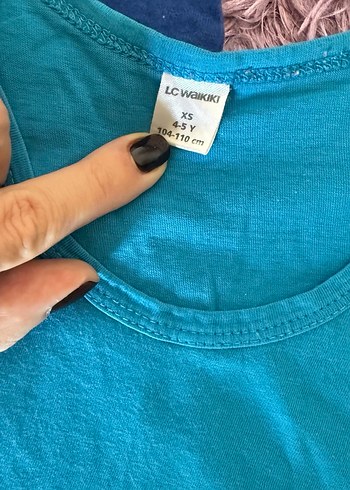 LC WAIKIKI
XS
4-5 Y
104-110 cm